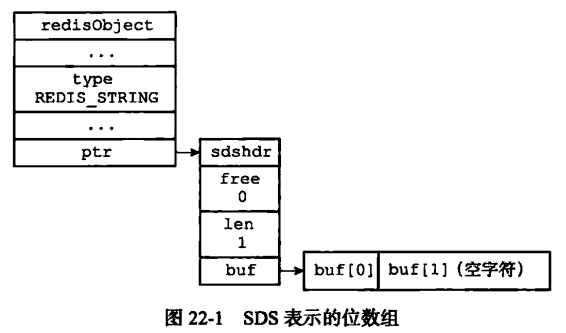 redisObject
...
type
REDIS_STRING
...
ptr
sdshdr
free
0
len
1
buf
buf[0]
buf[1] (空字符)
图 22-1 SDS 表示的位数组